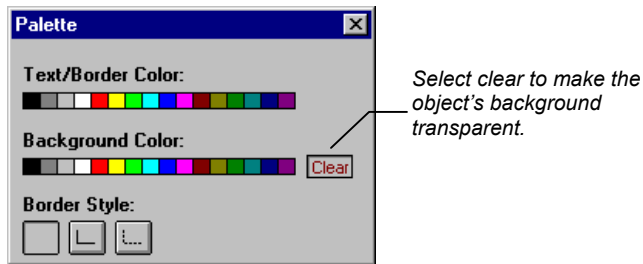 Palette
Text/Border Color:
Select clear to make the
object's background
transparent.
Background Color:
Clear
Border Style: